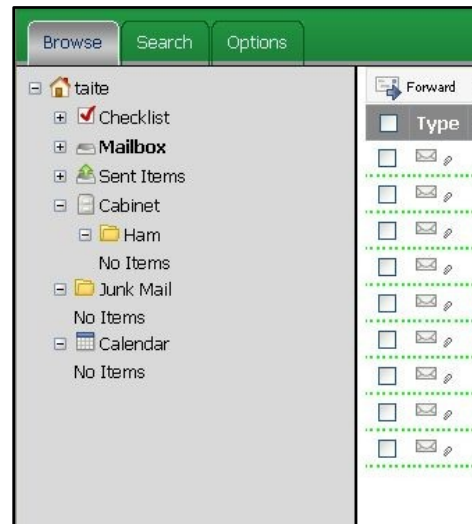 Browse Search Options
taite
Checklist
Mailbox
Sent Items
Cabinet
Ham
No Items
Junk Mail
No Items
Calendar
No Items
Forward
Type